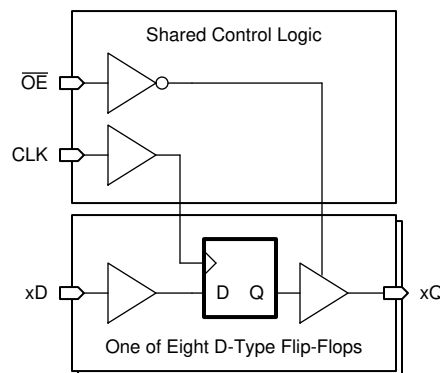 Shared Control Logic
OE
CLK
xD
D Q
xQ
One of Eight D-Type Flip-Flops